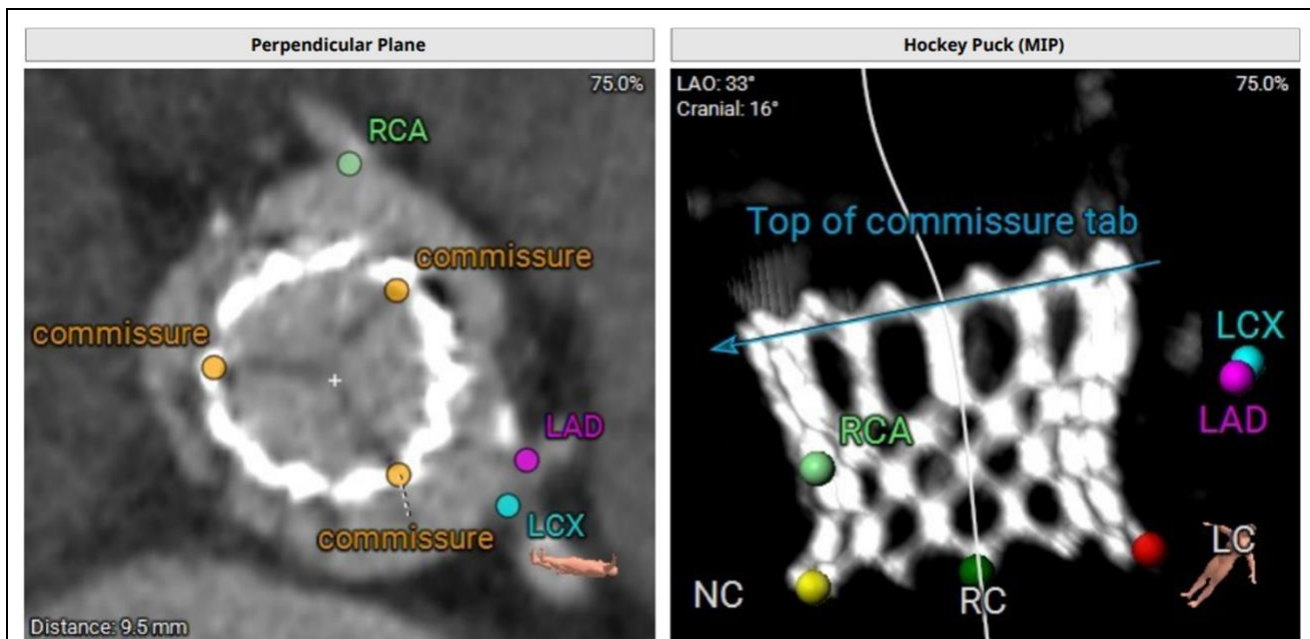 Perpendicular Plane
75.0%
RCA
commissure
commissure
LAD
LCX
commissure
Distance: 9.5 mm
Hockey Puck (MIP)
LAO: 33°
Cranial: 16°
75.0%
Top of commissure tab
LCX
LAD
RCA
LC
NC
RC